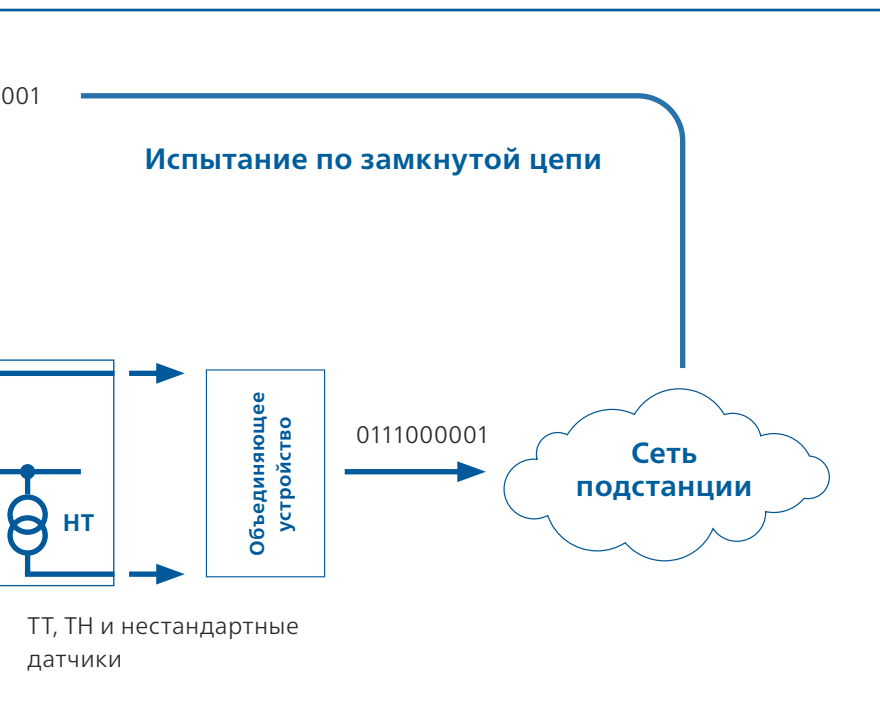 001
Испытание по замкнутой цепи
Объединяющее
устройство
0111000001
Сеть
подстанции
НТ
ТТ, ТН и нестандартные
датчики